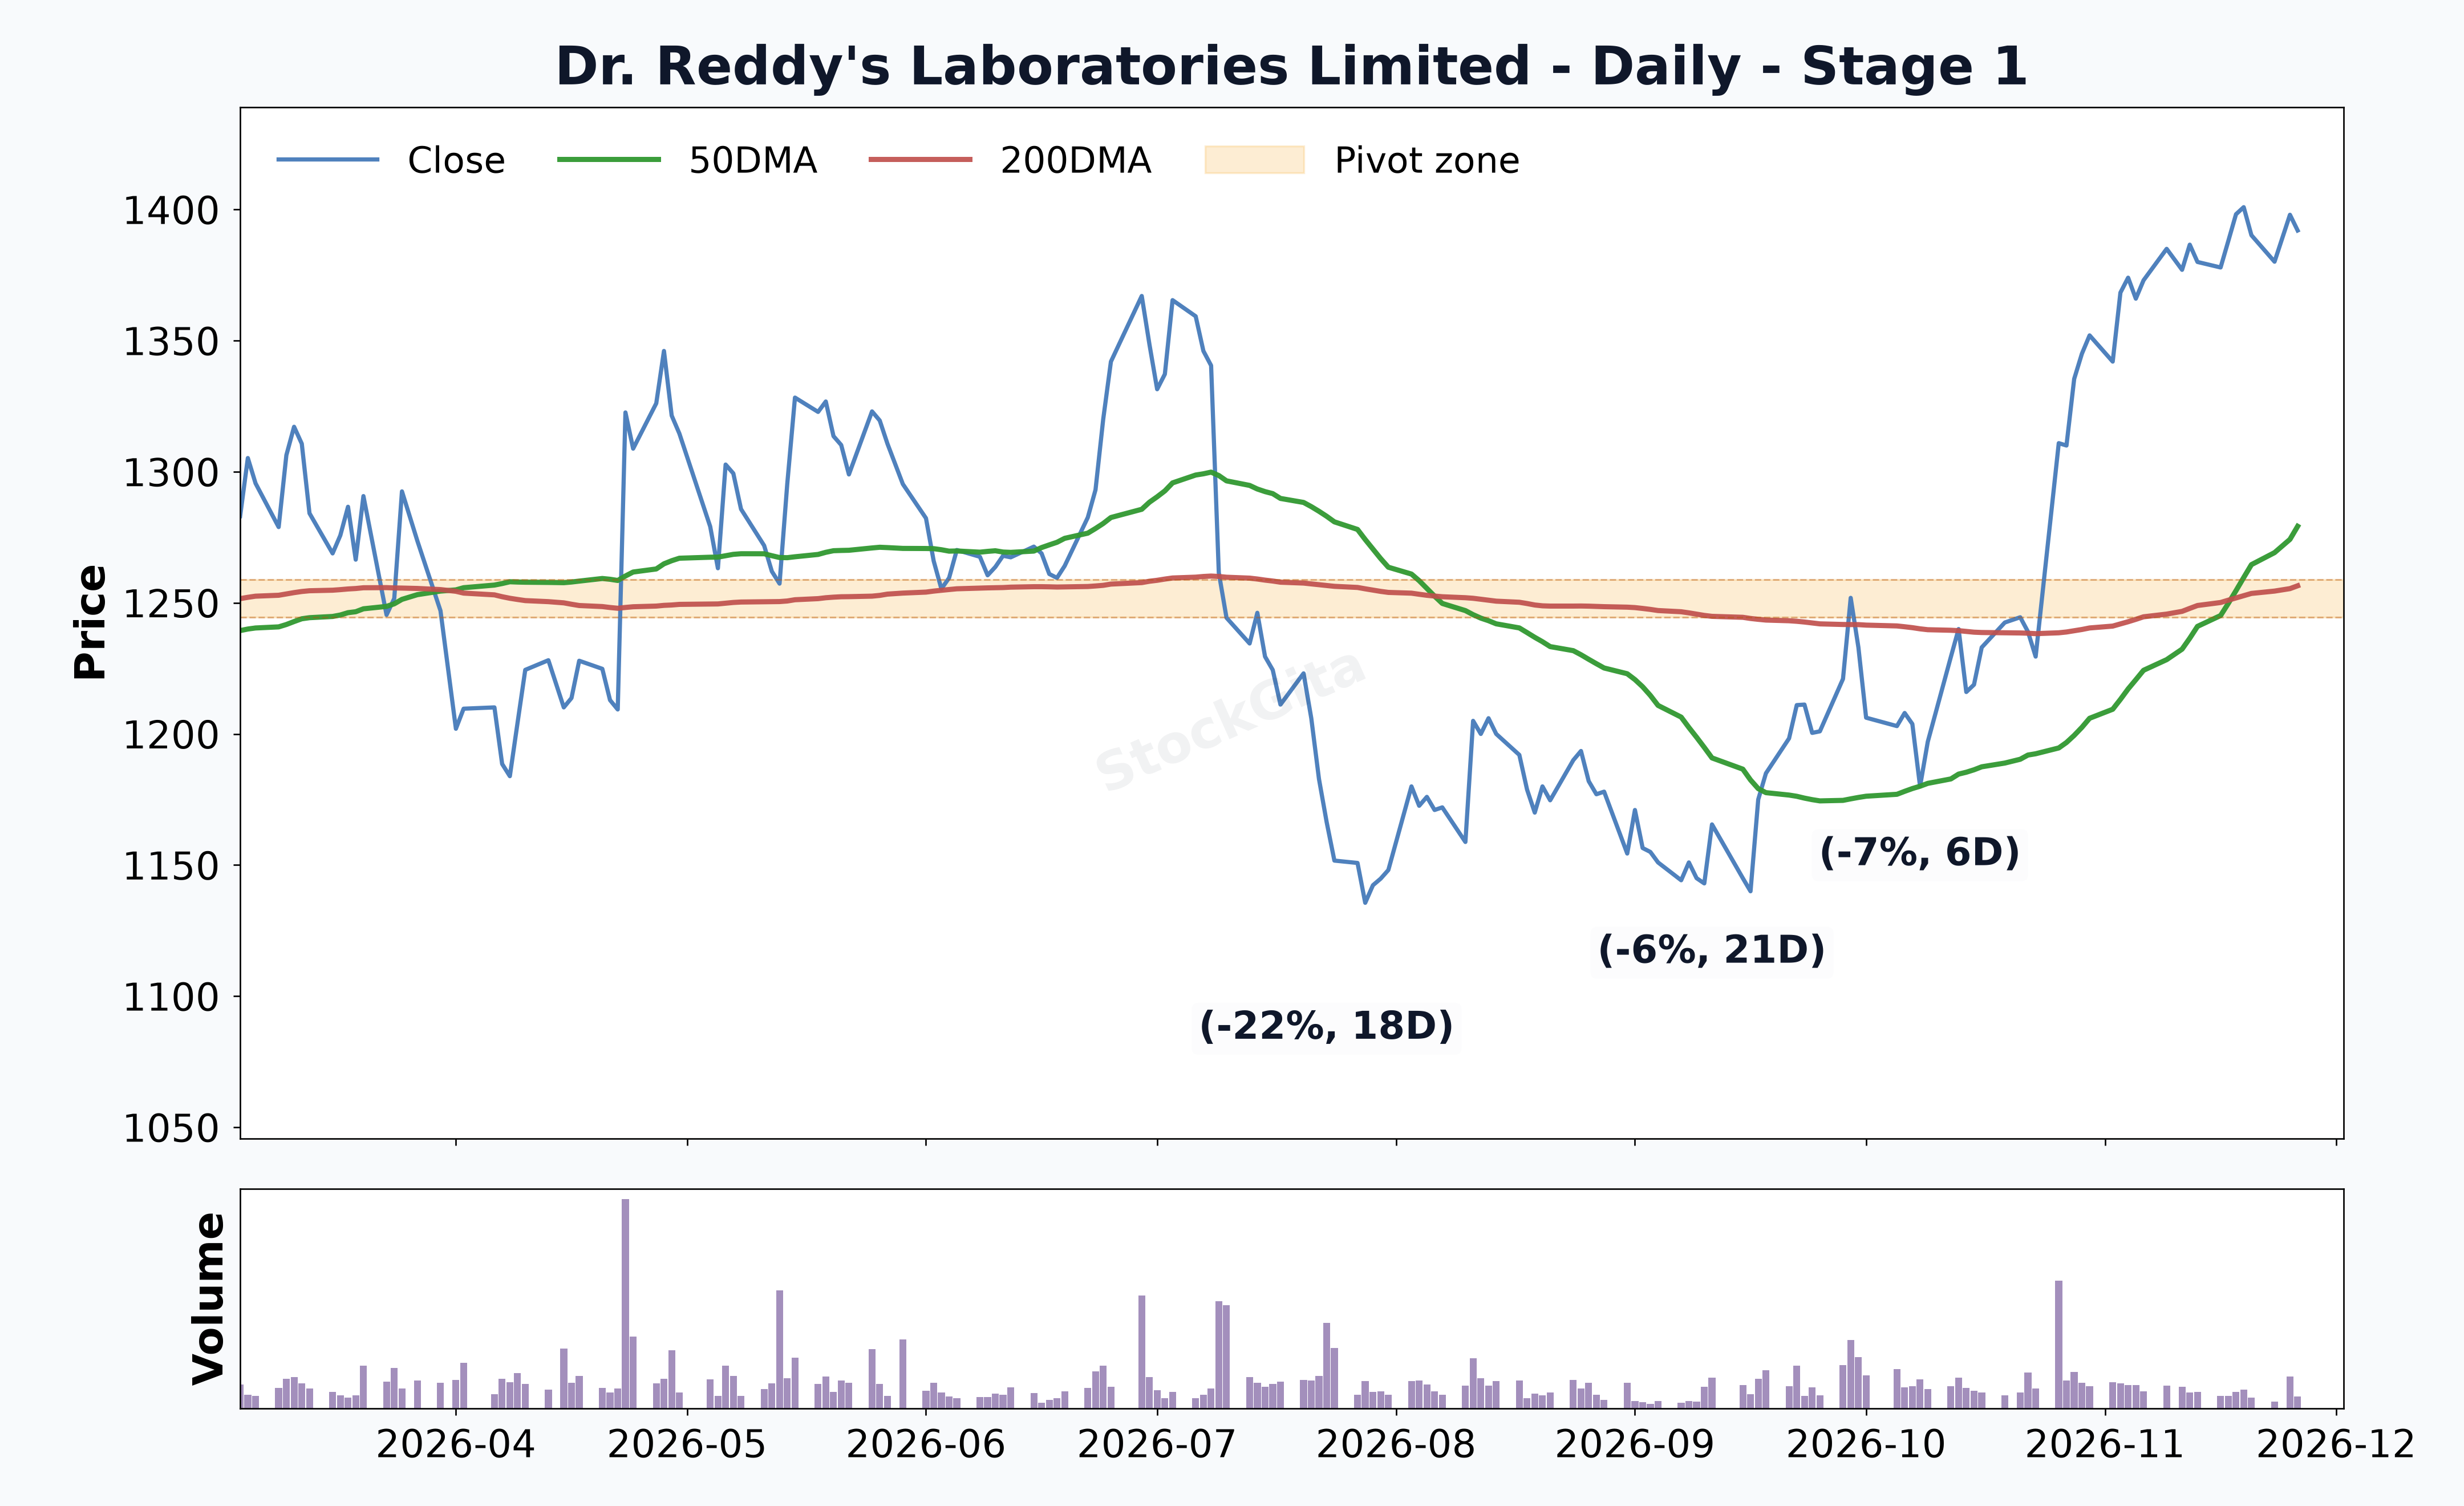 Dr. Reddy's Laboratories Limited - Daily - Stage 1
Close 50DMA 200DMA Pivot zone
1400
1350
1300
1250
1200
1150
1100
1050
Price
StockGita
(-7%, 6D)
(-6%, 21D)
(-22%, 18D)
Volume
2026-04 2026-05 2026-06 2026-07 2026-08 2026-09 2026-10 2026-11 2026-12